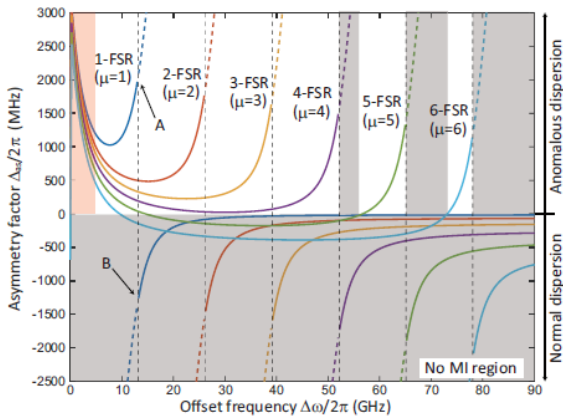 3000
2500
2000
1500
1000
500
0
-500
-1000
-1500
-2000
-2500
Asymmetry factor Δas/2π (MHz)
1-FSR
(μ=1)
2-FSR
(μ=2)
3-FSR
(μ=3)
4-FSR
(μ=4)
5-FSR
(μ=5)
6-FSR
(μ=6)
A
B
No MI region
Anomalous dispersion
Normal dispersion
0 10 20 30 40 50 60 70 80 90
Offset frequency Δω/2π (GHz)